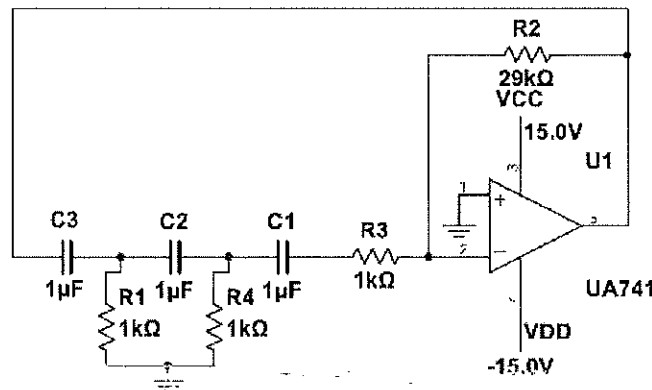 R2
29kΩ
VCC
15.0V
U1
C3
C2
C1
R3
1µF
1µF
1µF
1kΩ
R1
1kΩ
R4
1kΩ
UA741
VDD
-15.0V